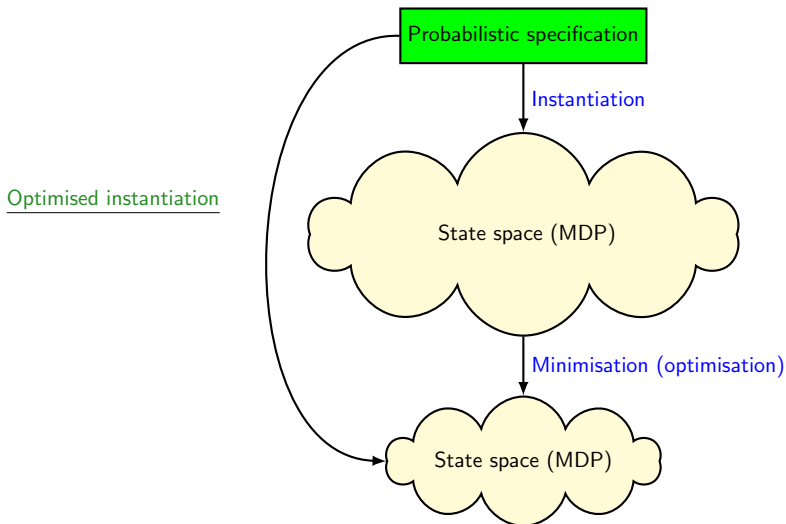 Probabilistic specification
Instantiation
Optimised instantiation
State space (MDP)
Minimisation (optimisation)
State space (MDP)